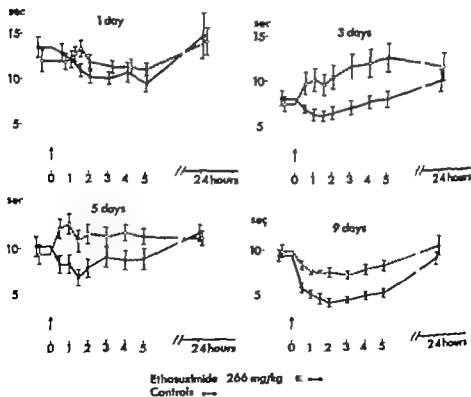 sec
1 day
15-
10-
5-
0 1 2 3 4 5 // 24 hours
sec
3 days
15-
10
5-
0 1 2 3 4 5 // 24 hours
sec
5 days
10-
5
0 1 2 3 4 5 // 24 hours
sec
9 days
10-
5-
0 1 2 3 4 5 // 24 hours
Ethosuximide 266 mg/kg
Controls